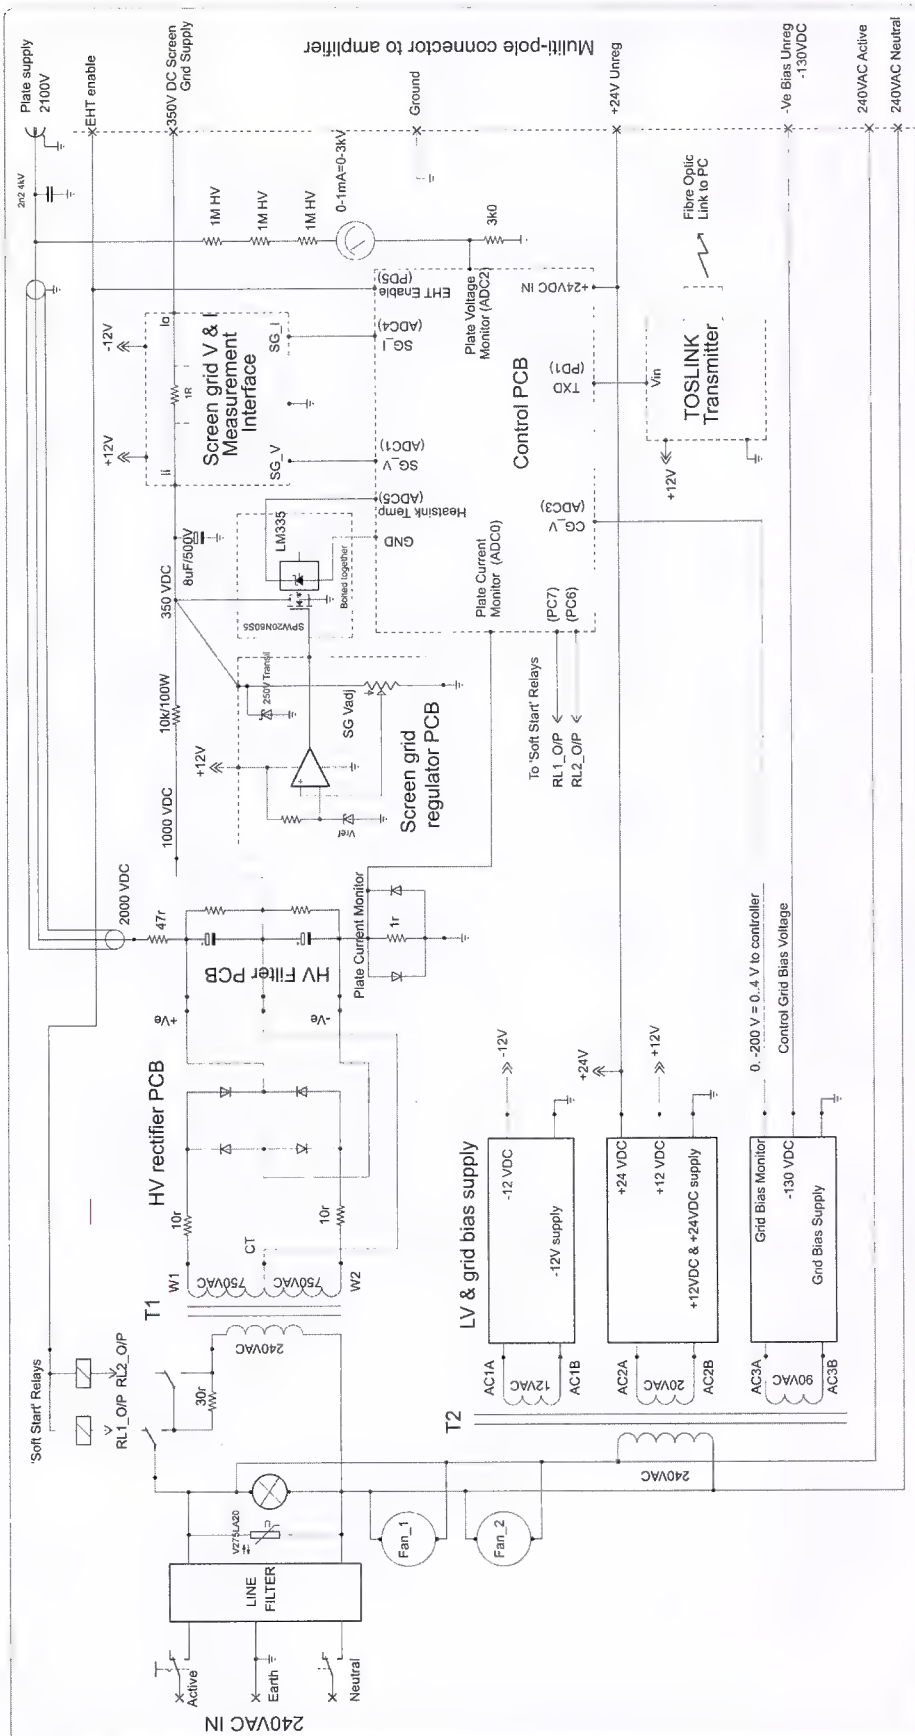 240VAC IN
Active
Earth
Neutral
LINE
FILTER
V275LA20
'Soft Start' Relays
RL1_O/P
RL2_O/P
30r
240VAC
T1
W1
750VAC
CT
750VAC
W2
10r
10r
HV rectifier PCB
+Ve
-Ve
HV Filter PCB
47r
2000 VDC
Plate Current Monitor
1r
1000 VDC
10k/100W
350 VDC
8uF/500V
+12V
Vref
250V Transil
SG Vadj
Screen grid
regulator PCB
LM335
Bolted together
+12V
-12V
Ii
Io
1R
Screen grid V & I
Measurement
Interface
SG_V
SG_I
2n2 4kV
1M HV
1M HV
1M HV
0-1mA=0-3kV
3k0
GND
Heatsink Temp
(ADC5)
SG_V
(ADC1)
SG_I
(ADC4)
EHT Enable
(PD5)
Plate Voltage
Monitor (ADC2)
Plate Current
Monitor (ADC0)
Control PCB
(PC7)
(PC6)
CG_V
(ADC3)
TXD
(PD1)
+24VDC IN
To 'Soft Start' Relays
RL1_O/P
RL2_O/P
+12V
Vin
TOSLINK
Transmitter
Fibre Optic
Link to PC
Fan_1
Fan_2
240VAC
T2
LV & grid bias supply
AC1A
12VAC
AC1B
-12 VDC
-12V supply
-12V
AC2A
20VAC
AC2B
+24 VDC
+12 VDC
+12VDC & +24VDC supply
+24V
+12V
AC3A
90VAC
AC3B
Grid Bias Monitor
-130 VDC
Grid Bias Supply
0. -200 V = 0..4 V to controller
Control Grid Bias Voltage
Plate supply
2100V
EHT enable
350V DC Screen
Grid Supply
Ground
Multi-pole connector to amplifier
+24V Unreg
-Ve Bias Unreg
-130VDC
240VAC Active
240VAC Neutral